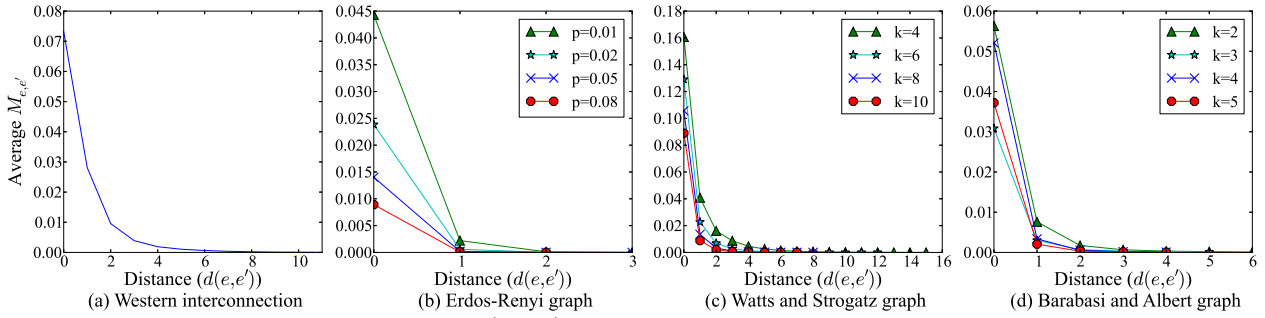 Average M_{e,e'}
0.08
0.07
0.06
0.05
0.04
0.03
0.02
0.01
0.00
0 2 4 6 8 10
Distance (d(e,e′))
(a) Western interconnection
0.045
0.040
0.035
0.030
0.025
0.020
0.015
0.010
0.005
0.000
0 1 2 3
p=0.01
p=0.02
p=0.05
p=0.08
Distance (d(e,e′))
(b) Erdos-Renyi graph
0.18
0.16
0.14
0.12
0.10
0.08
0.06
0.04
0.02
0.00
0 2 4 6 8 10 12 14 16
k=4
k=6
k=8
k=10
Distance (d(e,e′))
(c) Watts and Strogatz graph
0.06
0.05
0.04
0.03
0.02
0.01
0.00
0 1 2 3 4 5 6
k=2
k=3
k=4
k=5
Distance (d(e,e′))
(d) Barabasi and Albert graph